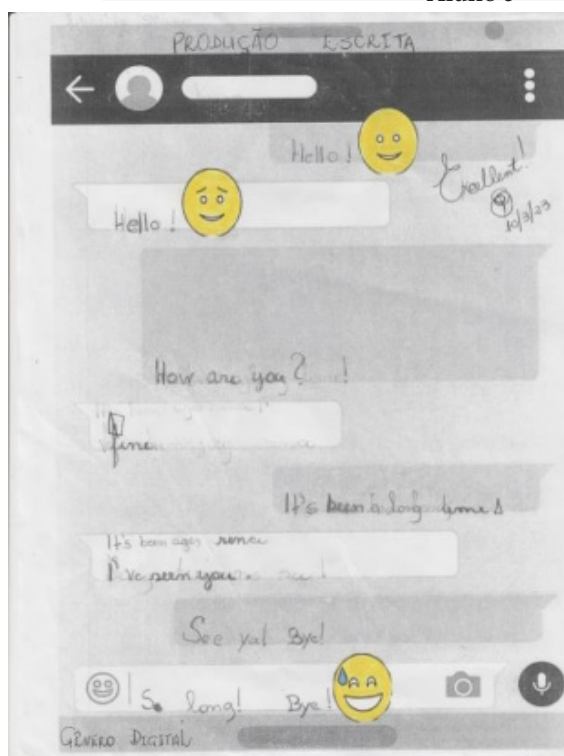 PRODUÇÃO ESCRITA
Hello!
Excellent!
10/3/23
Hello!
How are you? !
fine
It's been a long time
It's been ages since
I've seen you.
See ya! Bye!
So long! Bye!
GÊNERO DIGITAL